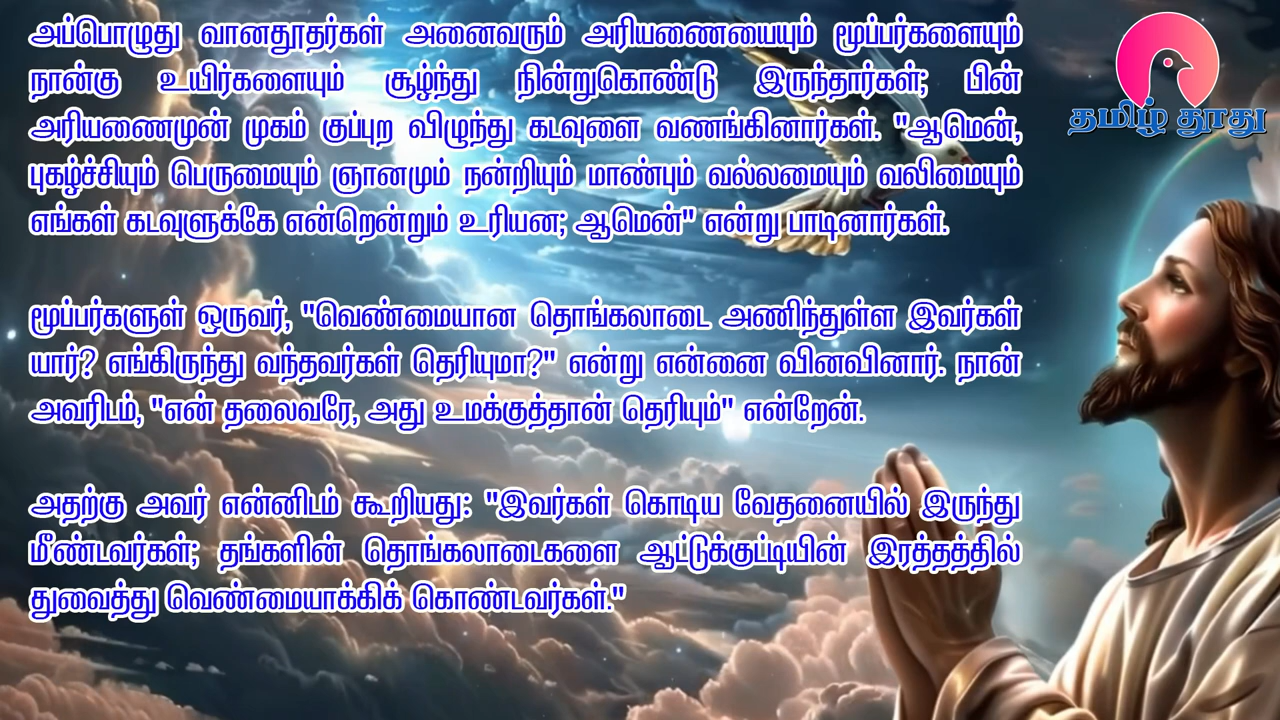 அப்பொழுது வானதூதர்கள் அனைவரும் அரியணையையும் மூப்பர்களையும்
நான்கு உயிர்களையும் சூழ்ந்து நின்றுகொண்டு இருந்தார்கள்; பின்
அரியணைமுன் முகம் குப்புற விழுந்து கடவுளை வணங்கினார்கள். "ஆமென்,
புகழ்ச்சியும் பெருமையும் ஞானமும் நன்றியும் மாண்பும் வல்லமையும் வலிமையும்
எங்கள் கடவுளுக்கே என்றென்றும் உரியன; ஆமென்" என்று பாடினார்கள்.
மூப்பர்களுள் ஒருவர், "வெண்மையான தொங்கலாடை அணிந்துள்ள இவர்கள்
யார்? எங்கிருந்து வந்தவர்கள் தெரியுமா?" என்று என்னை வினவினார். நான்
அவரிடம், "என் தலைவரே, அது உமக்குத்தான் தெரியும்" என்றேன்.
அதற்கு அவர் என்னிடம் கூறியது: "இவர்கள் கொடிய வேதனையில் இருந்து
மீண்டவர்கள்; தங்களின் தொங்கலாடைகளை ஆட்டுக்குட்டியின் இரத்தத்தில்
துவைத்து வெண்மையாக்கிக் கொண்டவர்கள்."
தமிழ் தூது